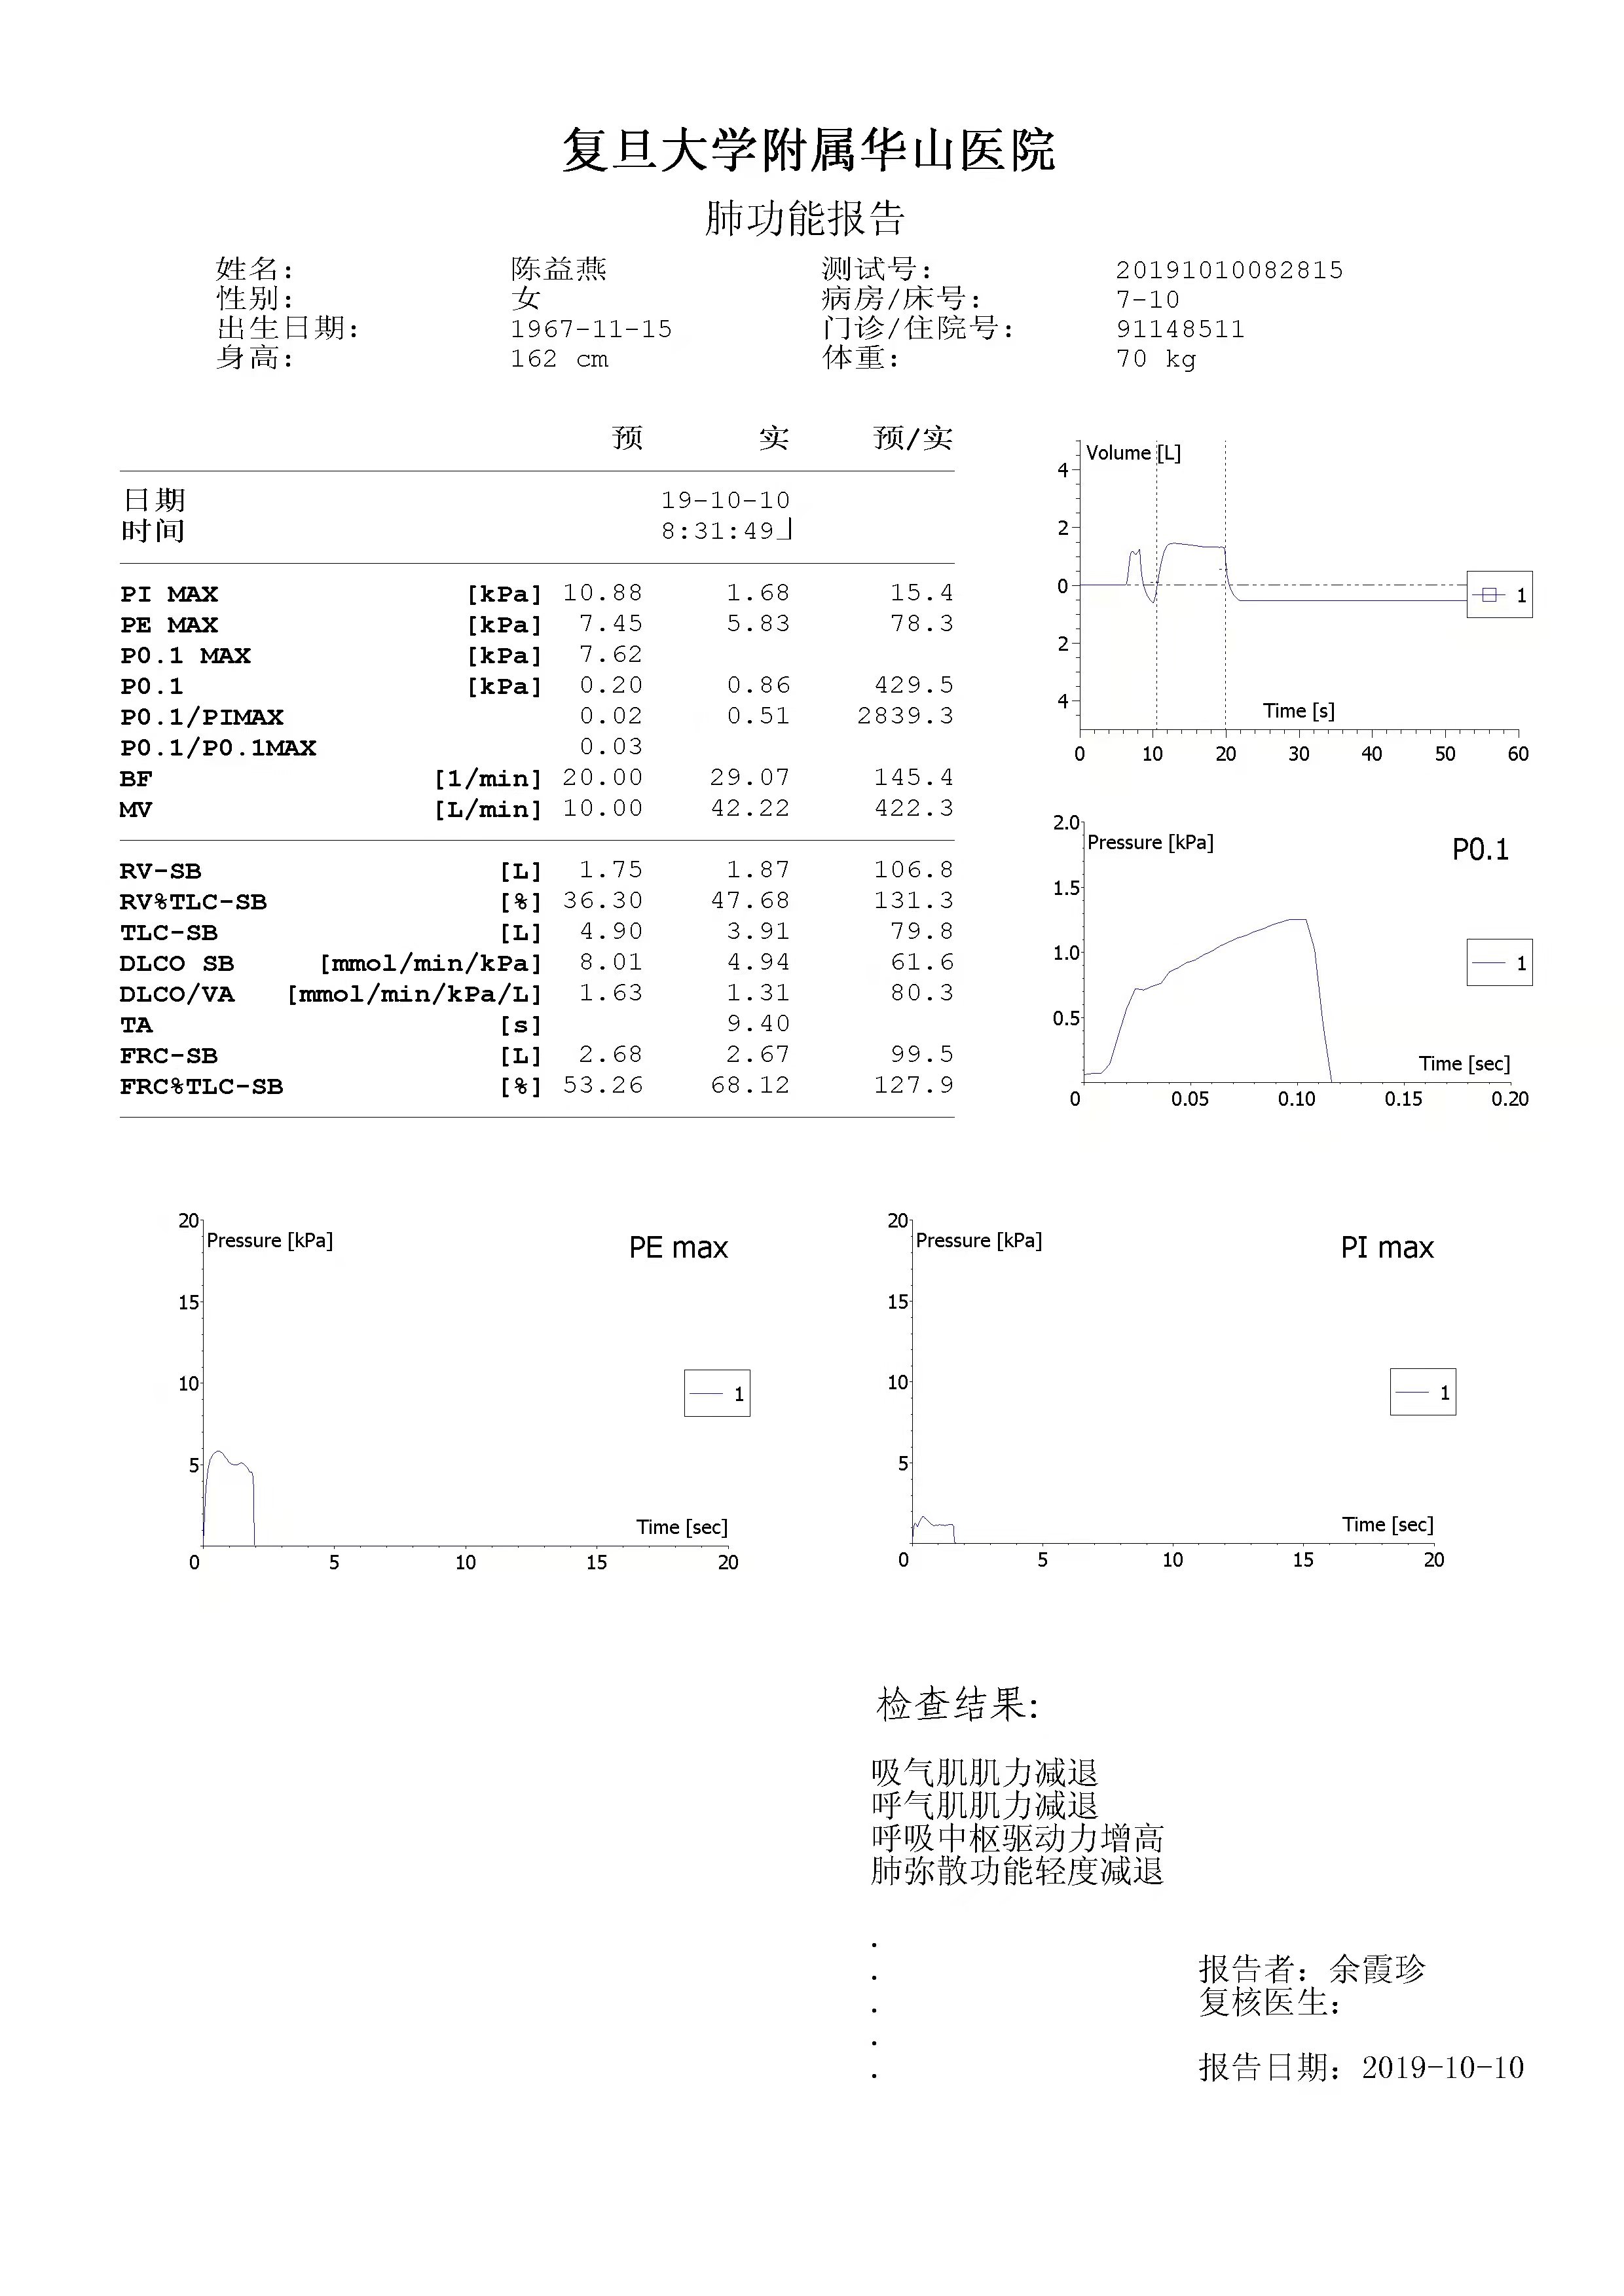 复旦大学附属华山医院
肺功能报告
姓名： 陈益燕 测试号： 20191010082815
性别： 女 病房/床号： 7-10
出生日期： 1967-11-15 门诊/住院号： 91148511
身高： 162 cm 体重： 70 kg
预 实 预/实
日期 19-10-10
时间 8:31:49
PI MAX [kPa] 10.88 1.68 15.4
PE MAX [kPa] 7.45 5.83 78.3
P0.1 MAX [kPa] 7.62
P0.1 [kPa] 0.20 0.86 429.5
P0.1/PIMAX 0.02 0.51 2839.3
P0.1/P0.1MAX 0.03
BF [1/min] 20.00 29.07 145.4
MV [L/min] 10.00 42.22 422.3
RV-SB [L] 1.75 1.87 106.8
RV%TLC-SB [%] 36.30 47.68 131.3
TLC-SB [L] 4.90 3.91 79.8
DLCO SB [mmol/min/kPa] 8.01 4.94 61.6
DLCO/VA [mmol/min/kPa/L] 1.63 1.31 80.3
TA [s] 9.40
FRC-SB [L] 2.68 2.67 99.5
FRC%TLC-SB [%] 53.26 68.12 127.9
Volume [L]
4
2
0
2
4
1
Time [s]
0 10 20 30 40 50 60
2.0
Pressure [kPa] P0.1
1.5
1.0
1
0.5
Time [sec]
0 0.05 0.10 0.15 0.20
20
Pressure [kPa] PE max
15
10
1
5
Time [sec]
0 5 10 15 20
20
Pressure [kPa] PI max
15
10
1
5
Time [sec]
0 5 10 15 20
检查结果：
吸气肌肌力减退
呼气肌肌力减退
呼吸中枢驱动力增高
肺弥散功能轻度减退
.
.
.
.
.
报告者：余霞珍
复核医生：
报告日期：2019-10-10